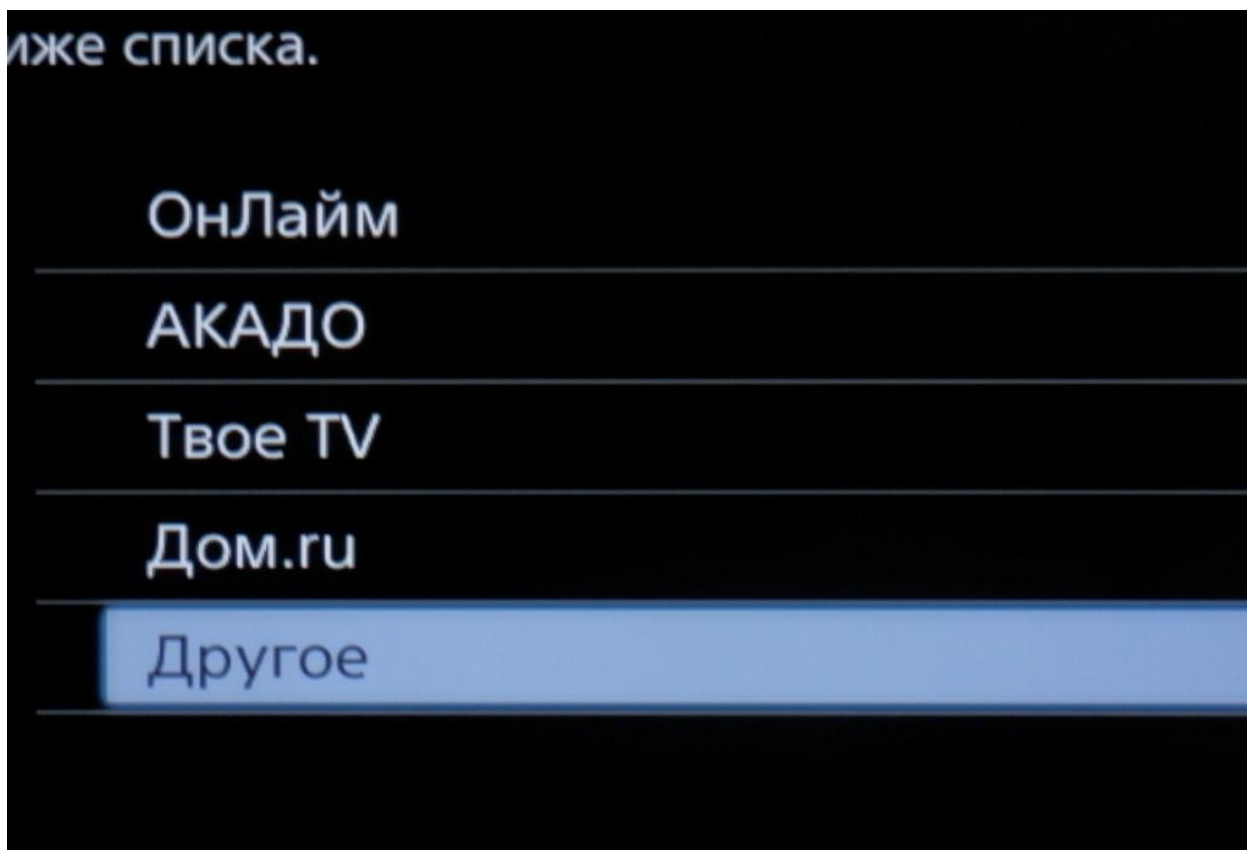 иже списка.
ОнЛайм
АКАДО
Твое TV
Дом.ru
Другое